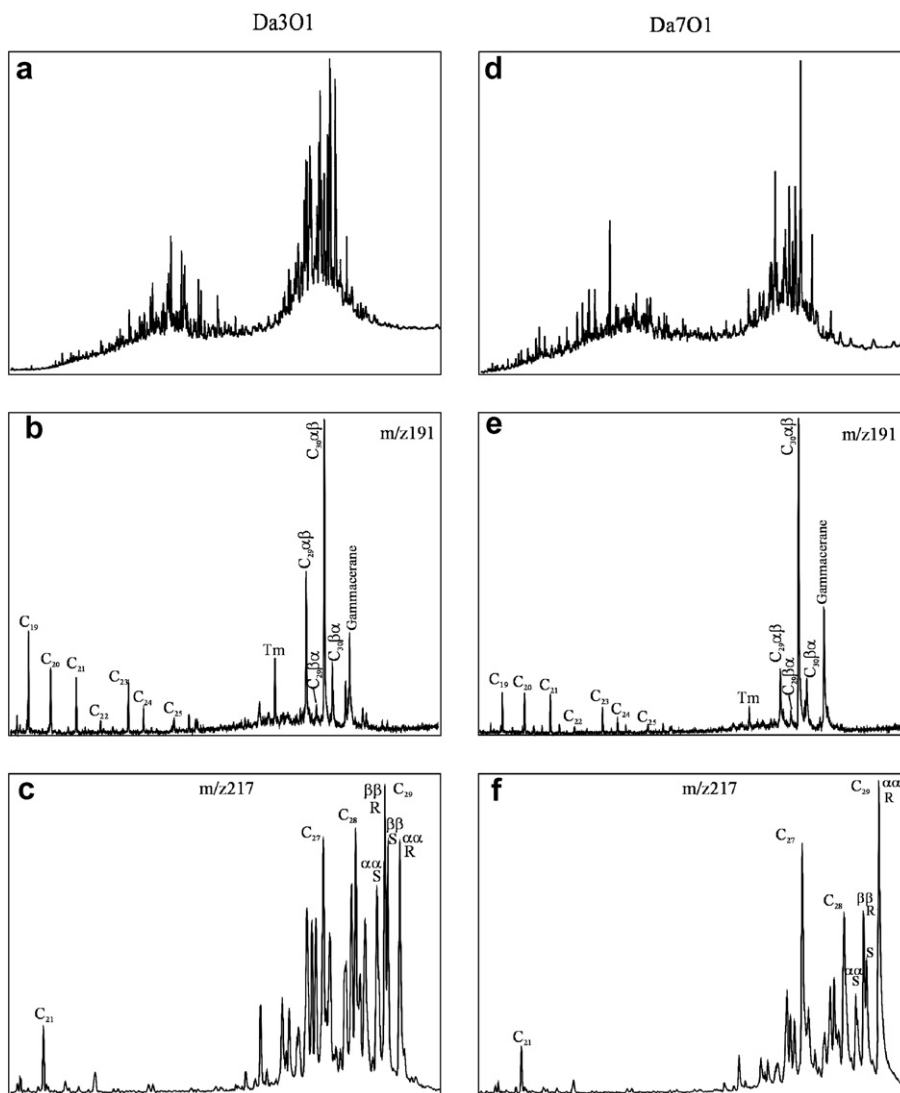 Da3O1
Da7O1
a
d
b
m/z191
C₃₀αβ
C₂₉αβ
Gammacerane
C₁₉
C₂₀
C₂₁
C₂₂
C₂₃
C₂₄
C₂₅
Tm
C₂₉βα
C₃₀βα
e
m/z191
C₃₀αβ
Gammacerane
C₂₉αβ
C₂₉βα
C₃₀βα
C₁₉
C₂₀
C₂₁
C₂₂
C₂₃
C₂₄
C₂₅
Tm
c
m/z217
C₂₁
C₂₇
C₂₈
αα
S
ββ
R
C₂₉
ββ
S
αα
R
f
m/z217
C₂₁
C₂₇
C₂₈
αα
S
ββ
R
S
C₂₉
αα
R